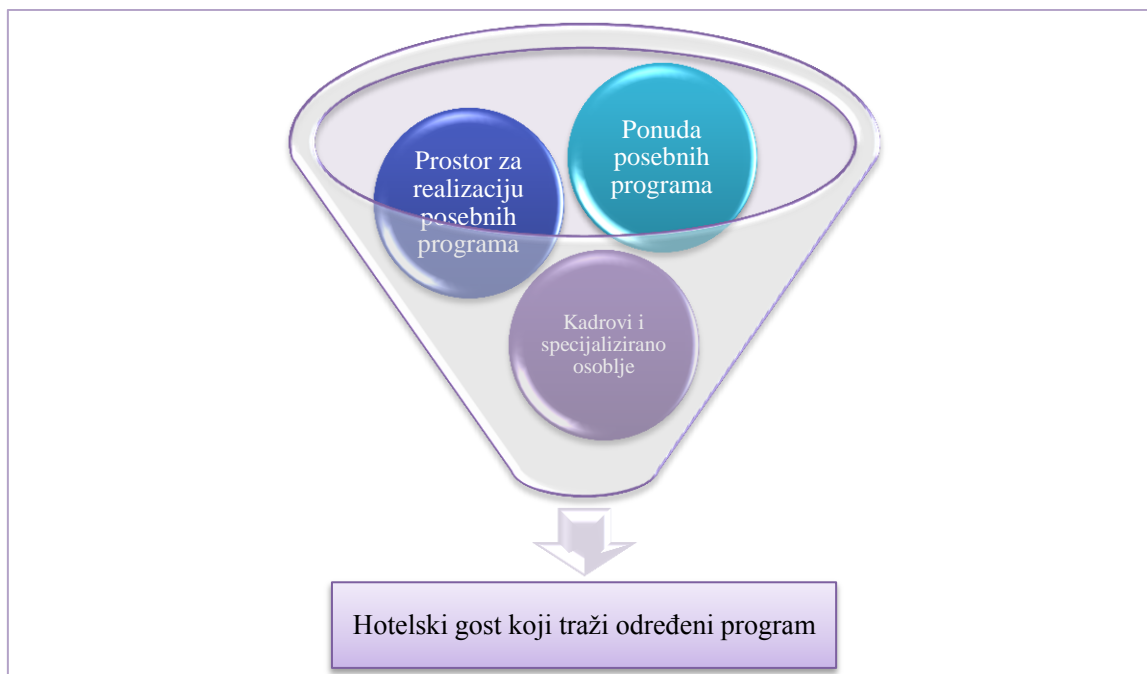 Prostor za
realizaciju
posebnih
programa
Ponuda
posebnih
programa
Kadrovi i
specijalizirano
osoblje
Hotelski gost koji traži određeni program